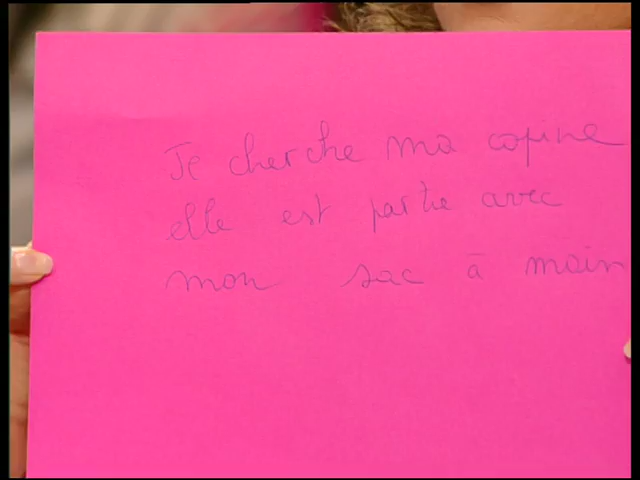 Je cherche ma copine
elle est partie avec
mon sac à main